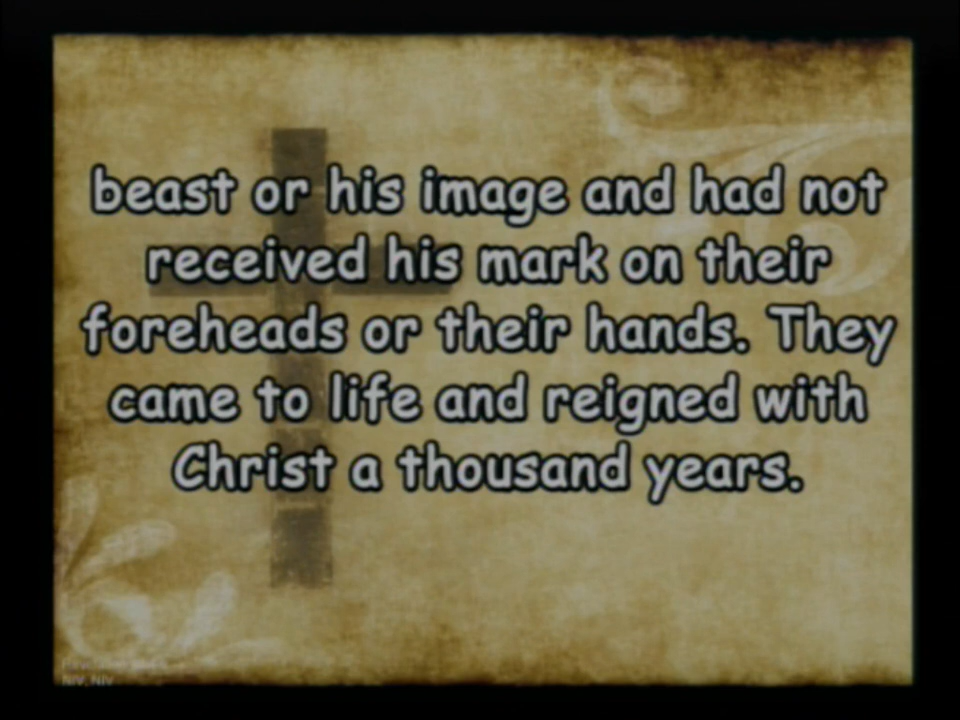 beast or his image and had not
received his mark on their
foreheads or their hands. They
came to life and reigned with
Christ a thousand years.
NIV, NIV